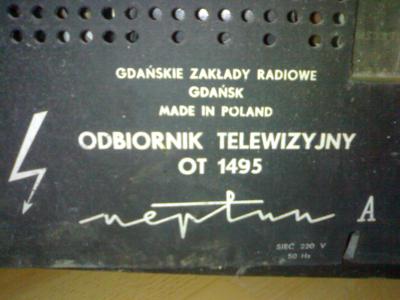 GDAŃSKIE ZAKŁADY RADIOWE
GDAŃSK
MADE IN POLAND
ODBIORNIK TELEWIZYJNY
OT 1495
neptun A
SIEĆ 220 V
50 Hz